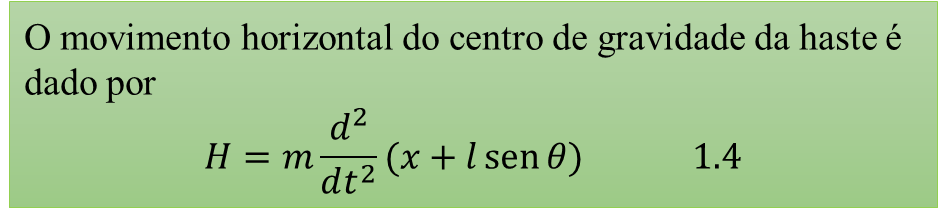 O movimento horizontal do centro de gravidade da haste é
dado por
H = m d²/dt² (x + l sen θ) 1.4